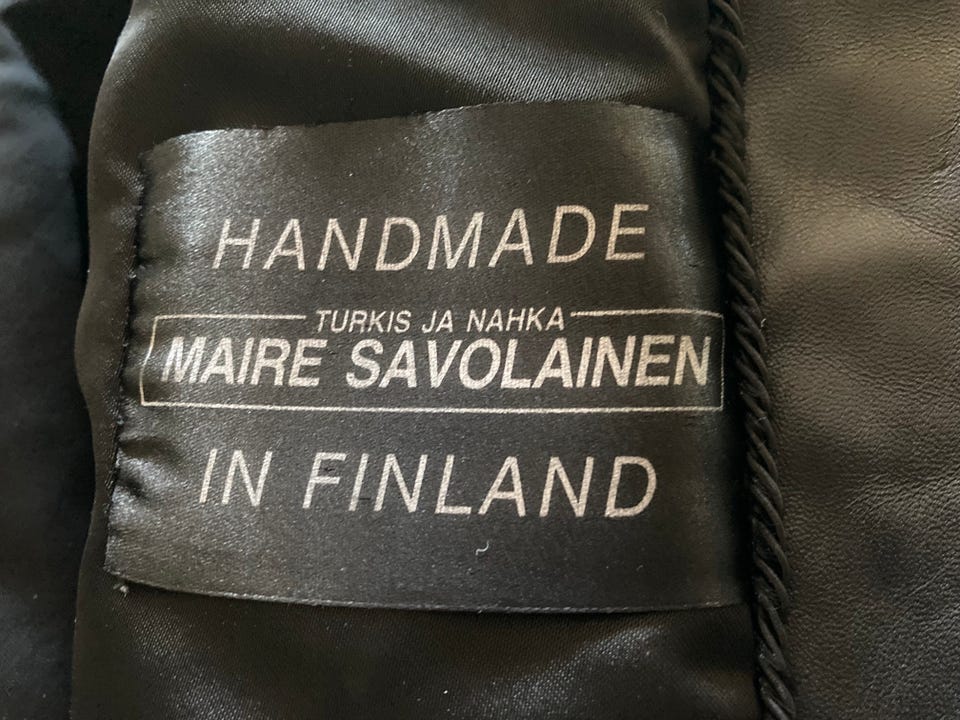 HANDMADE
TURKIS JA NAHKA
MAIRE SAVOLAINEN
IN FINLAND